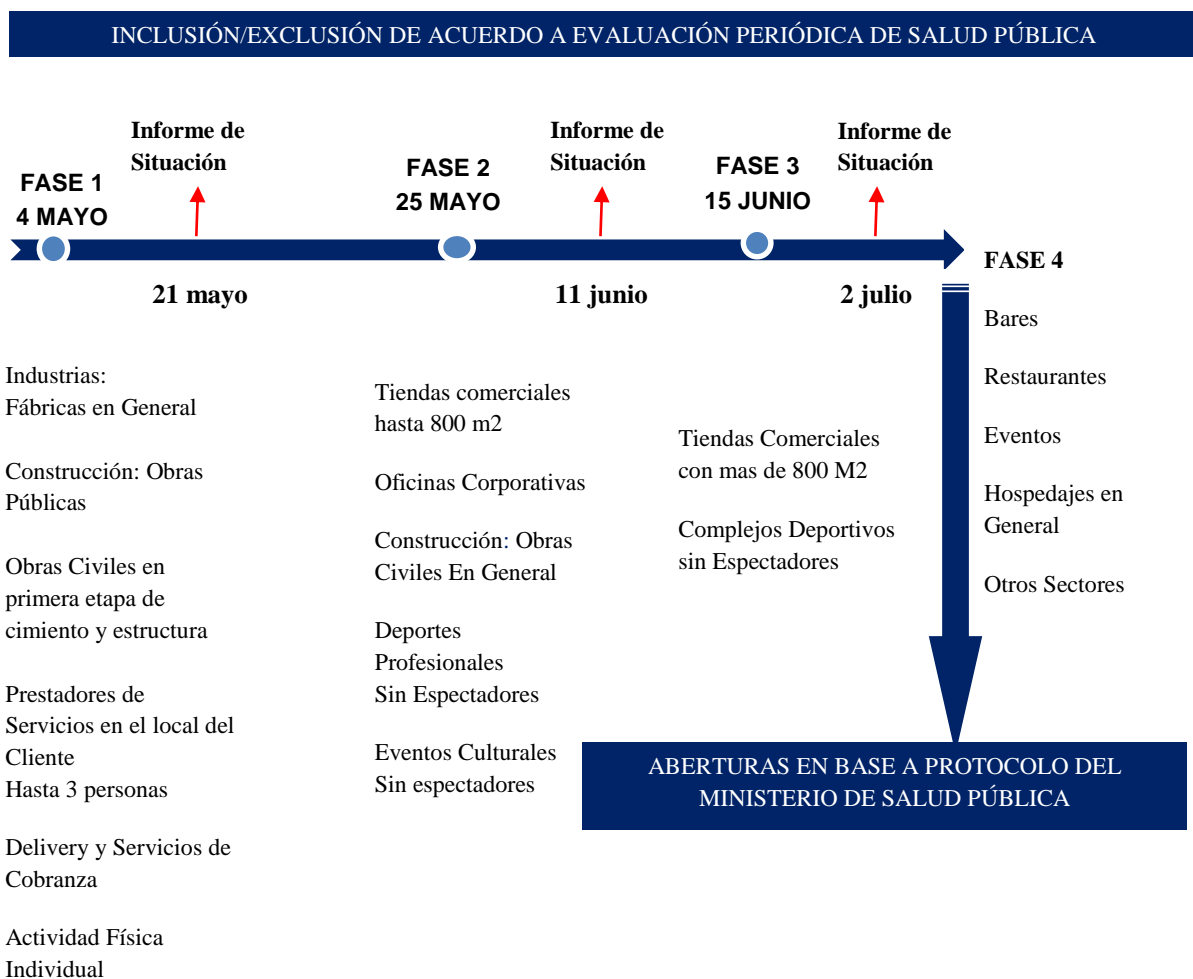 INCLUSIÓN/EXCLUSIÓN DE ACUERDO A EVALUACIÓN PERIÓDICA DE SALUD PÚBLICA
FASE 1
4 MAYO
Informe de
Situación
FASE 2
25 MAYO
Informe de
Situación
FASE 3
15 JUNIO
Informe de
Situación
21 mayo
11 junio
2 julio
Industrias:
Fábricas en General
Construcción: Obras
Públicas
Obras Civiles en
primera etapa de
cimiento y estructura
Prestadores de
Servicios en el local del
Cliente
Hasta 3 personas
Delivery y Servicios de
Cobranza
Actividad Física
Individual
Tiendas comerciales
hasta 800 m2
Oficinas Corporativas
Construcción: Obras
Civiles En General
Deportes
Profesionales
Sin Espectadores
Eventos Culturales
Sin espectadores
Tiendas Comerciales
con mas de 800 M2
Complejos Deportivos
sin Espectadores
FASE 4
Bares
Restaurantes
Eventos
Hospedajes en
General
Otros Sectores
ABERTURAS EN BASE A PROTOCOLO DEL
MINISTERIO DE SALUD PÚBLICA